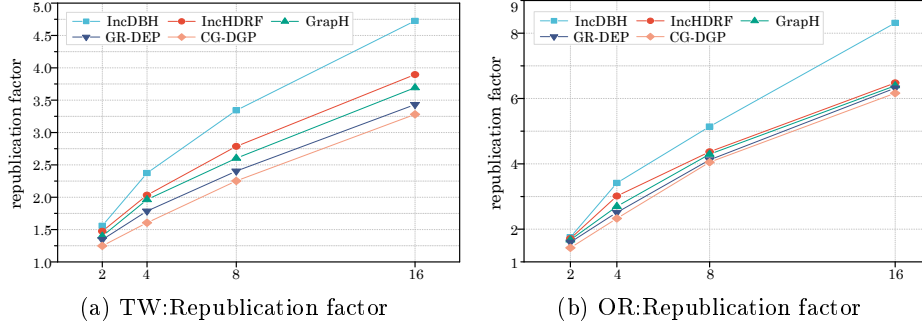 (a)
5.0
4.5
4.0
3.5
3.0
2.5
2.0
1.5
1.0
republication factor
IncDBH IncHDRF GrapH
GR-DEP CG-DGP
2 4 8 16
(a) TW:Republication factor
(b)
9
8
6
4
2
1
republication factor
IncDBH IncHDRF GrapH
GR-DEP CG-DGP
2 4 8 16
(b) OR:Republication factor